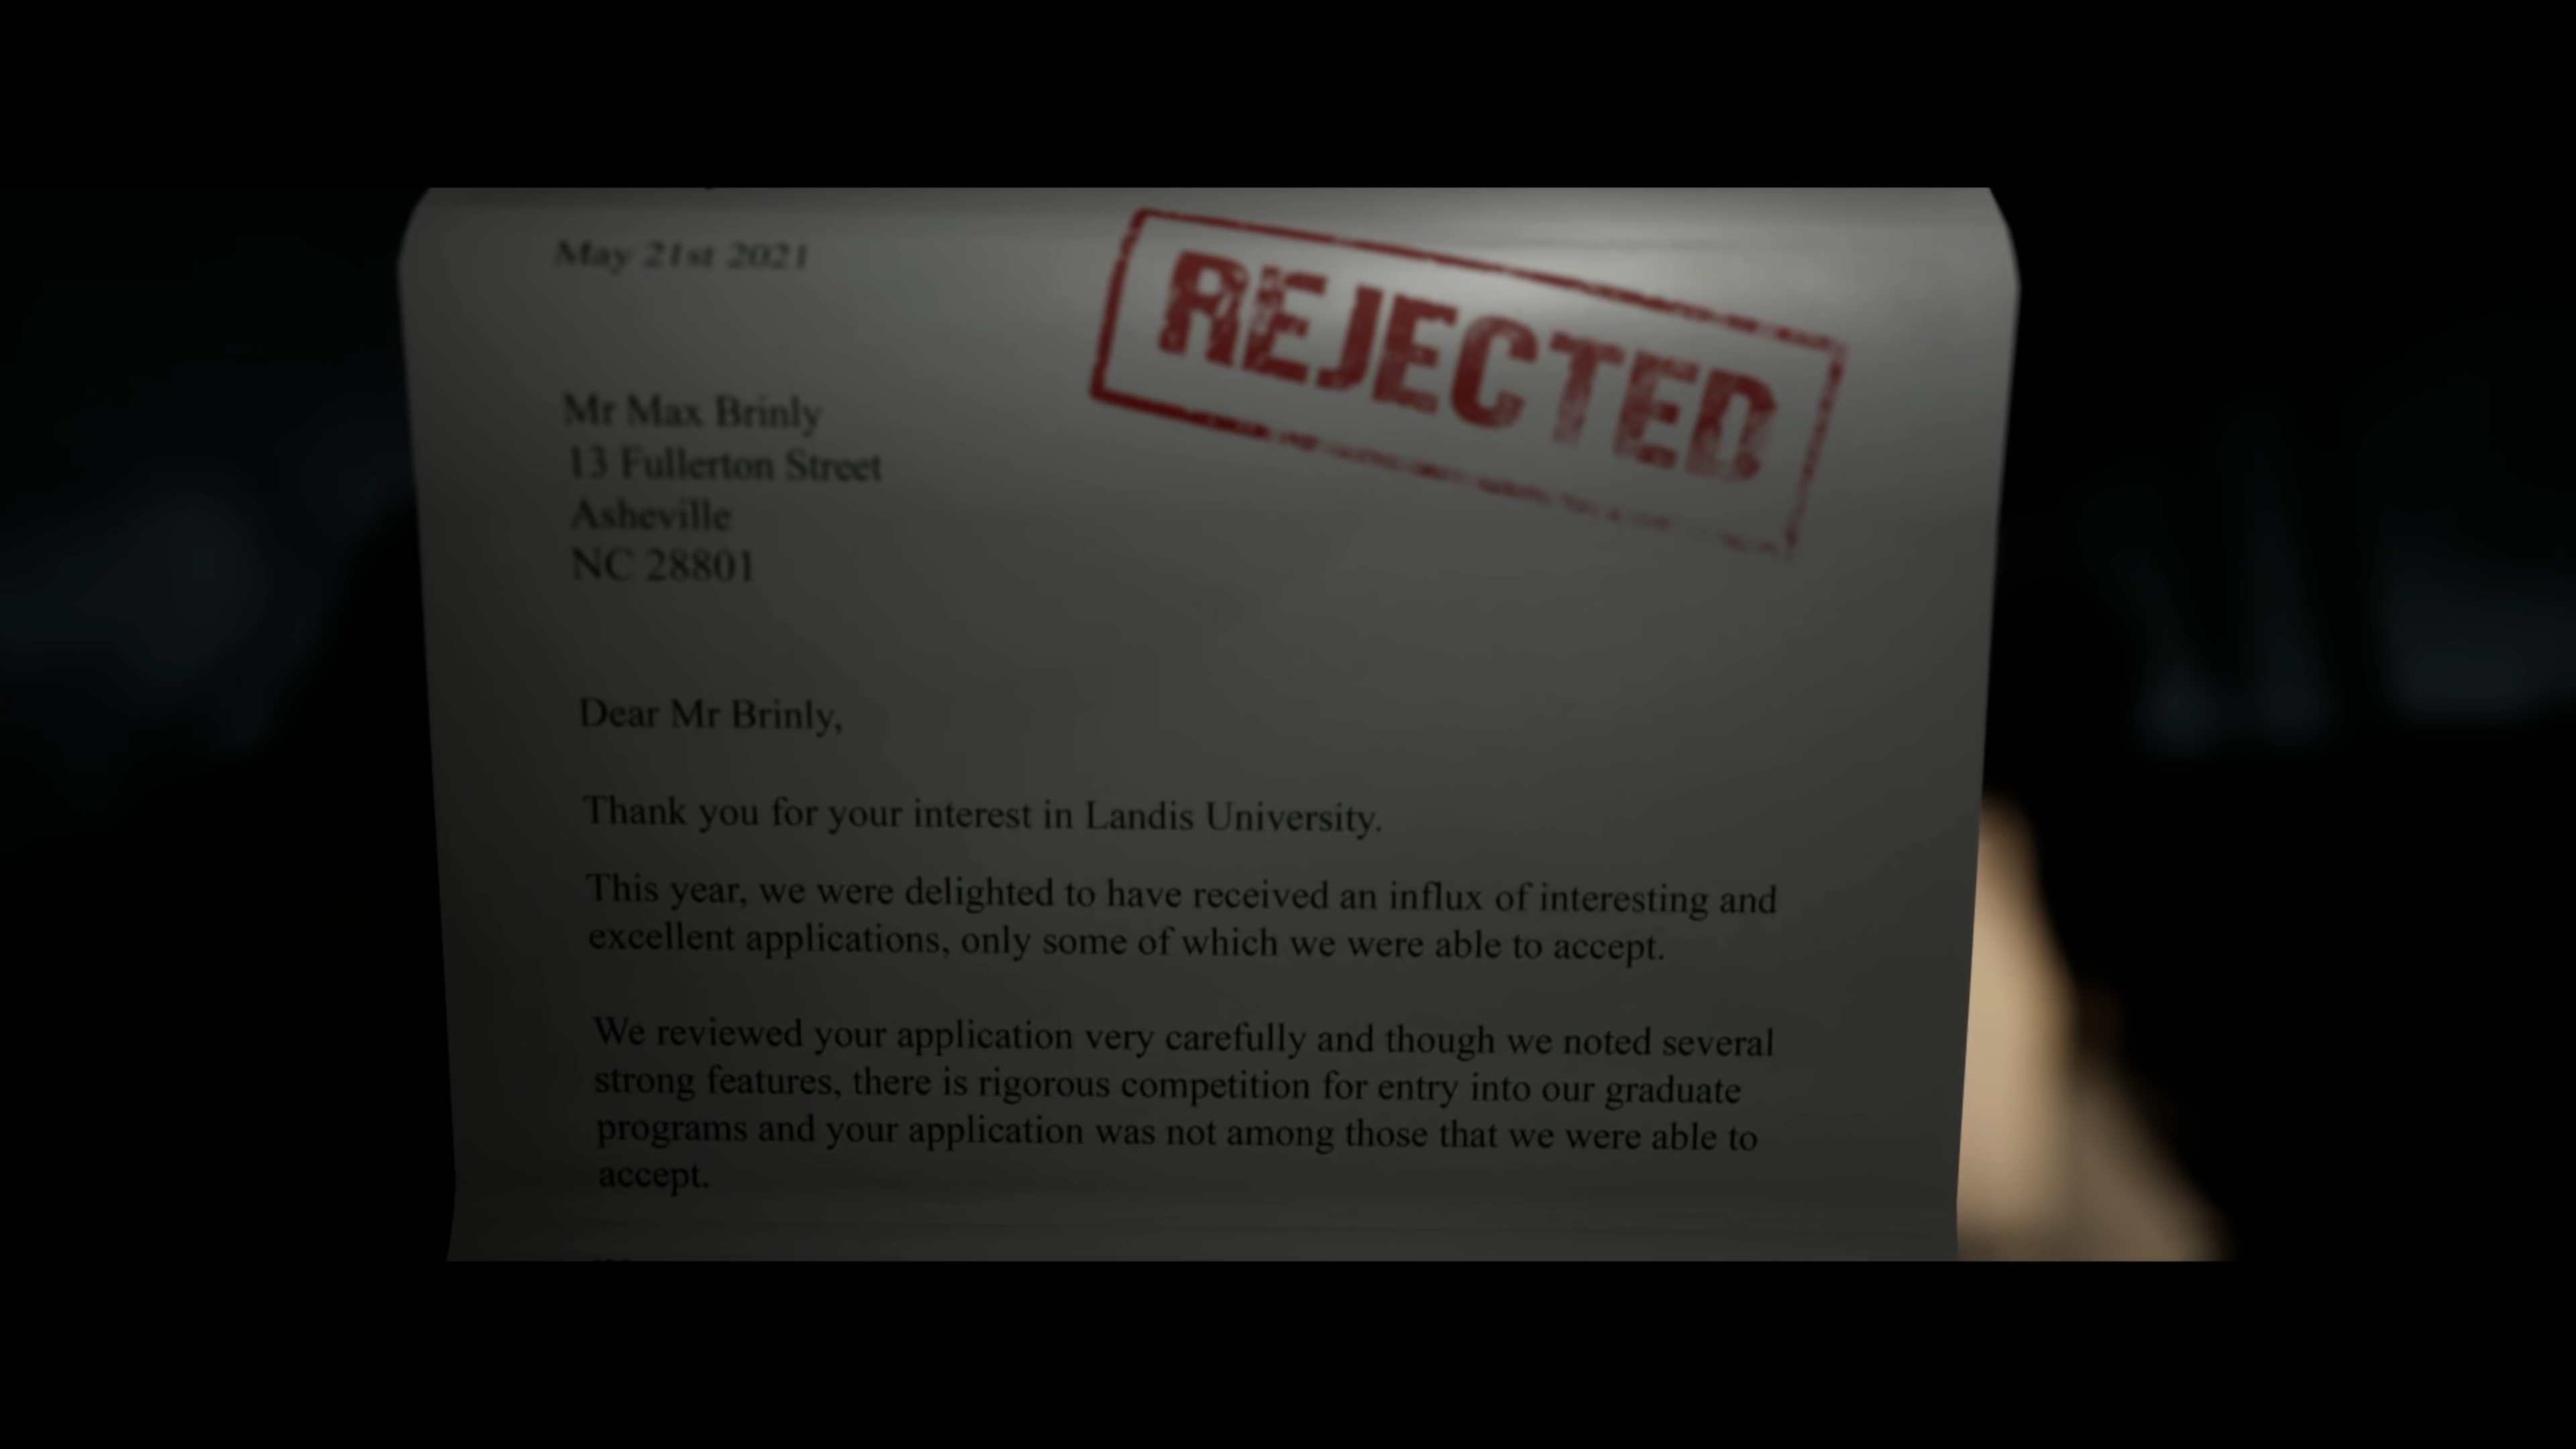 May 21st 2021
REJECTED
Mr Max Brinly
13 Fullerton Street
Asheville
NC 28801
Dear Mr Brinly,
Thank you for your interest in Landis University.
This year, we were delighted to have received an influx of interesting and
excellent applications, only some of which we were able to accept.
We reviewed your application very carefully and though we noted several
strong features, there is rigorous competition for entry into our graduate
programs and your application was not among those that we were able to
accept.